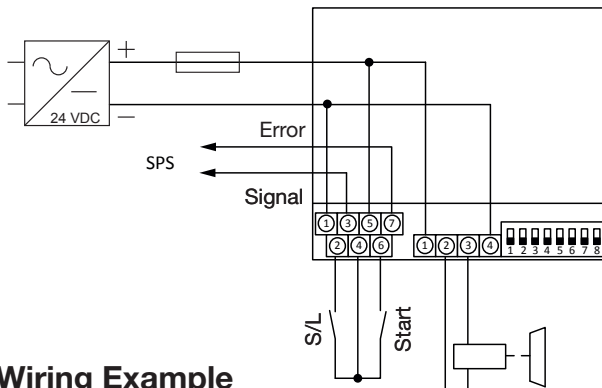 +
24 VDC
−
Error
SPS
Signal
1 3 5 7
2 4 6
1 2 3 4
1 2 3 4 5 6 7 8
S/L
Start
Wiring Example